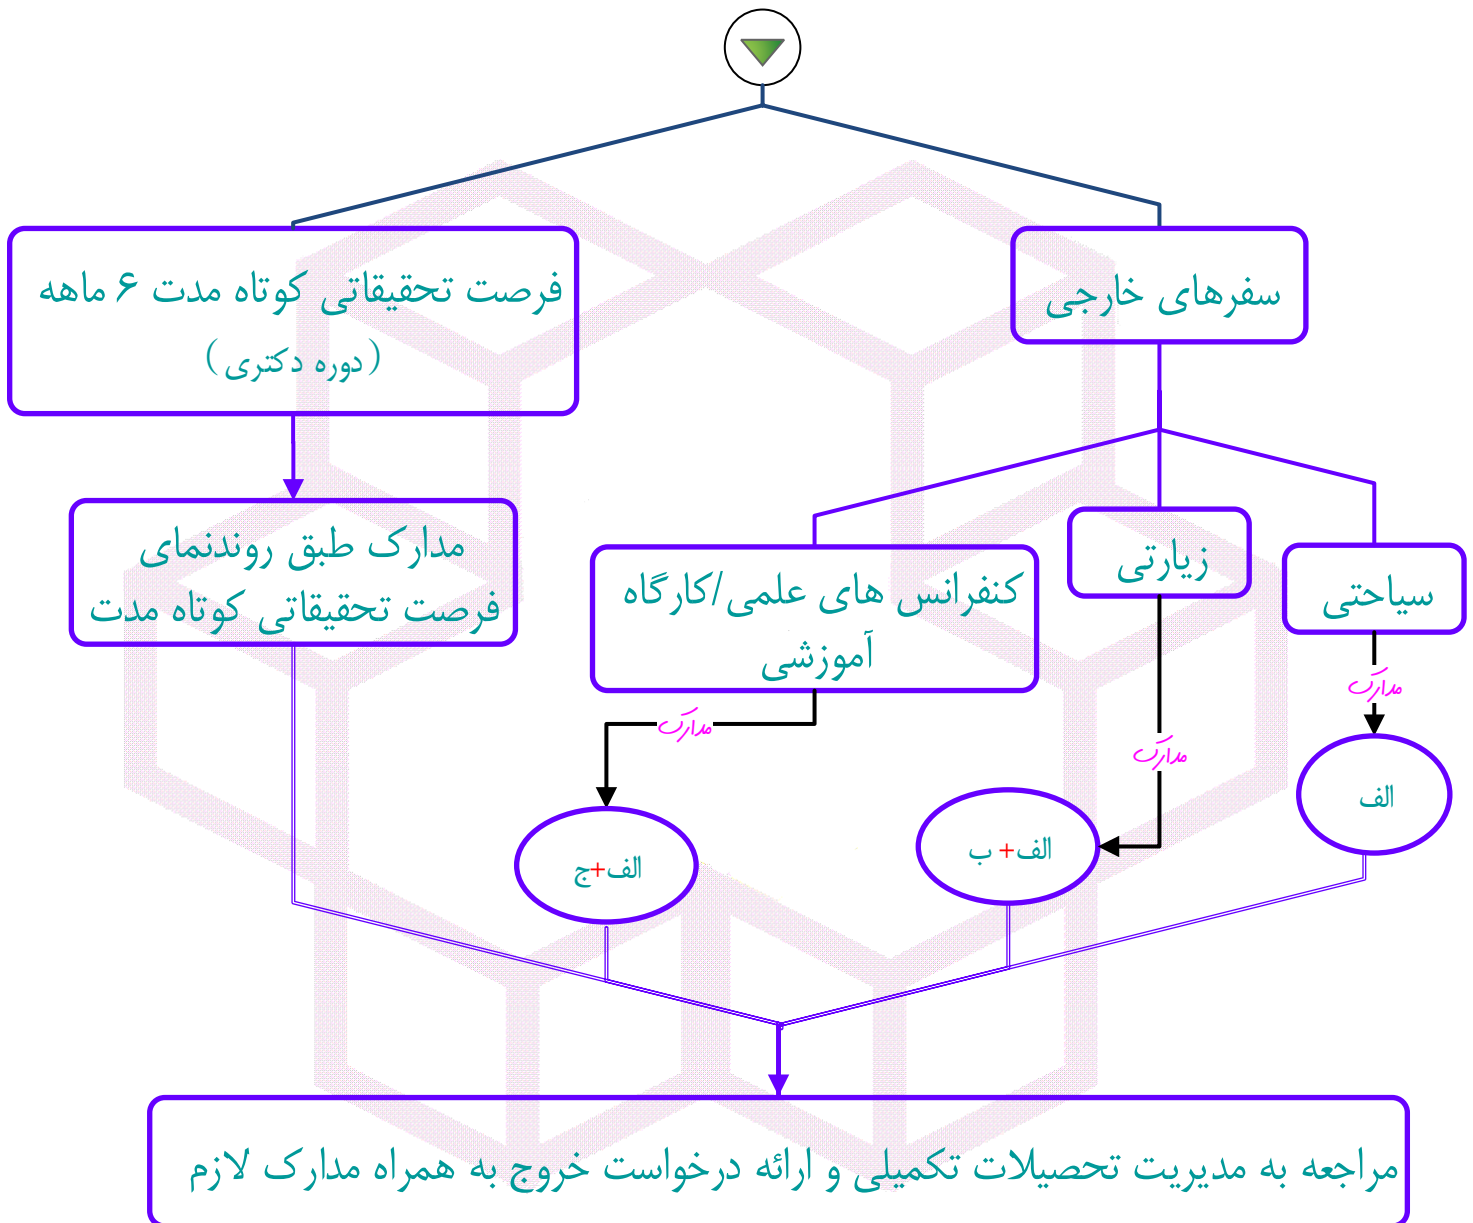 سفرهای خارجی
فرصت تحقیقاتی کوتاه مدت ۶ ماهه
(دوره دکتری)
سیاحتی
زیارتی
کنفرانس های علمی/کارگاه
آموزشی
مدارک طبق روندنمای
فرصت تحقیقاتی کوتاه مدت
مدارک
مدارک
مدارک
الف
الف+ ب
الف+ج
مراجعه به مدیریت تحصیلات تکمیلی و ارائه درخواست خروج به همراه مدارک لازم